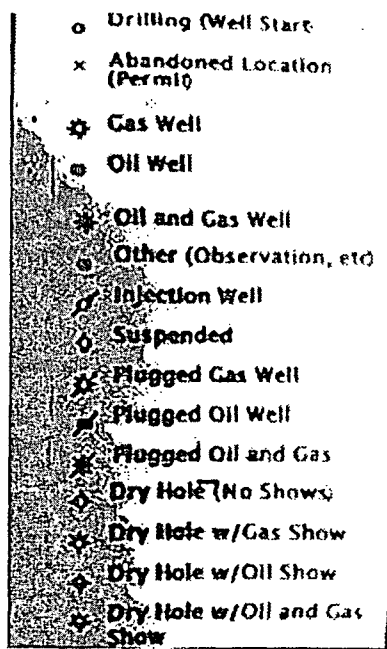 Drilling (Well Start
Abandoned Location
(Permit)
Gas Well
Oil Well
Oil and Gas Well
Other (Observation, etc)
Injection Well
Suspended
Plugged Gas Well
Plugged Oil Well
Plugged Oil and Gas
Dry Hole (No Shows)
Dry Hole w/Gas Show
Dry Hole w/Oil Show
Dry Hole w/Oil and Gas
Show